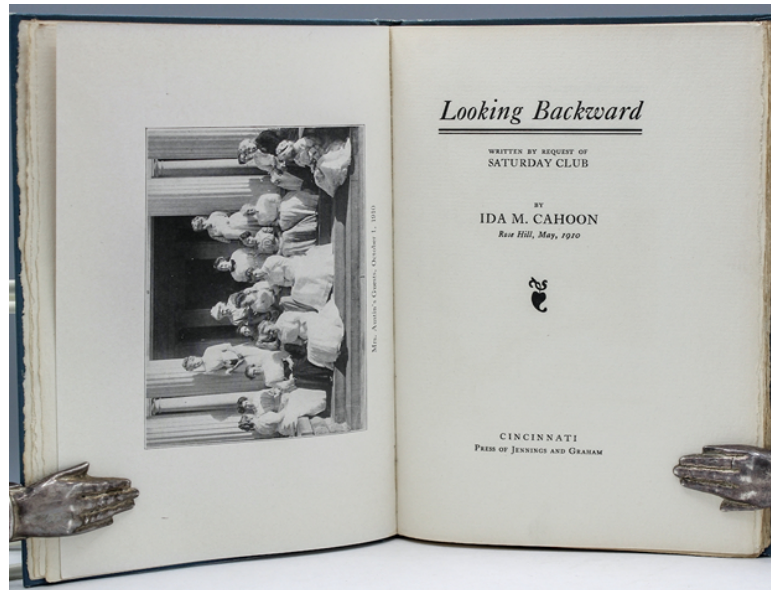 Mrs. Austin's Guests, October 1, 1910
Looking Backward
WRITTEN BY REQUEST OF
SATURDAY CLUB
BY
IDA M. CAHOON
Rose Hill, May, 1910
CINCINNATI
PRESS OF JENNINGS AND GRAHAM